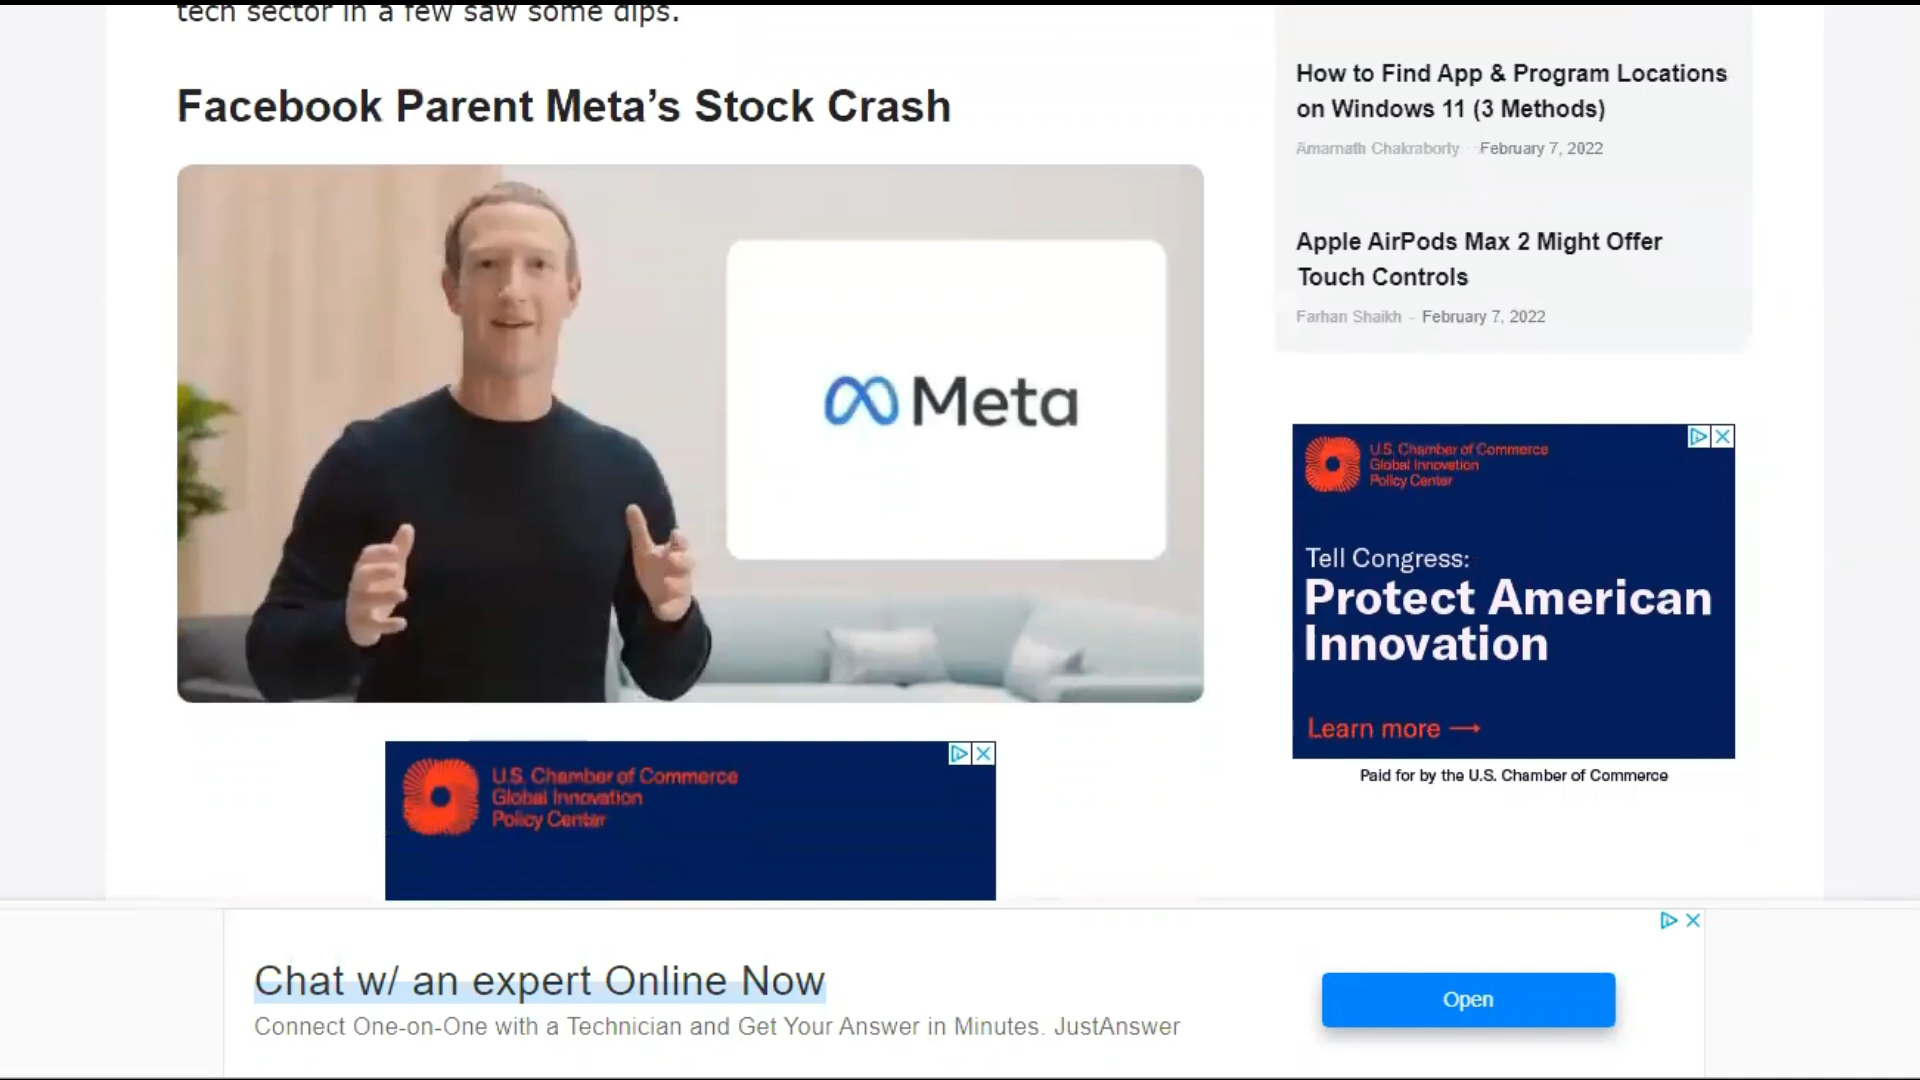 tech sector in a few saw some dips.
Facebook Parent Meta’s Stock Crash
Meta
U.S. Chamber of Commerce
Global Innovation
Policy Center
How to Find App & Program Locations
on Windows 11 (3 Methods)
Amarnath Chakraborty - February 7, 2022
Apple AirPods Max 2 Might Offer
Touch Controls
Farhan Shaikh - February 7, 2022
U.S. Chamber of Commerce
Global Innovation
Policy Center
Tell Congress:
Protect American
Innovation
Learn more →
Paid for by the U.S. Chamber of Commerce
Chat w/ an expert Online Now
Connect One-on-One with a Technician and Get Your Answer in Minutes. JustAnswer
Open